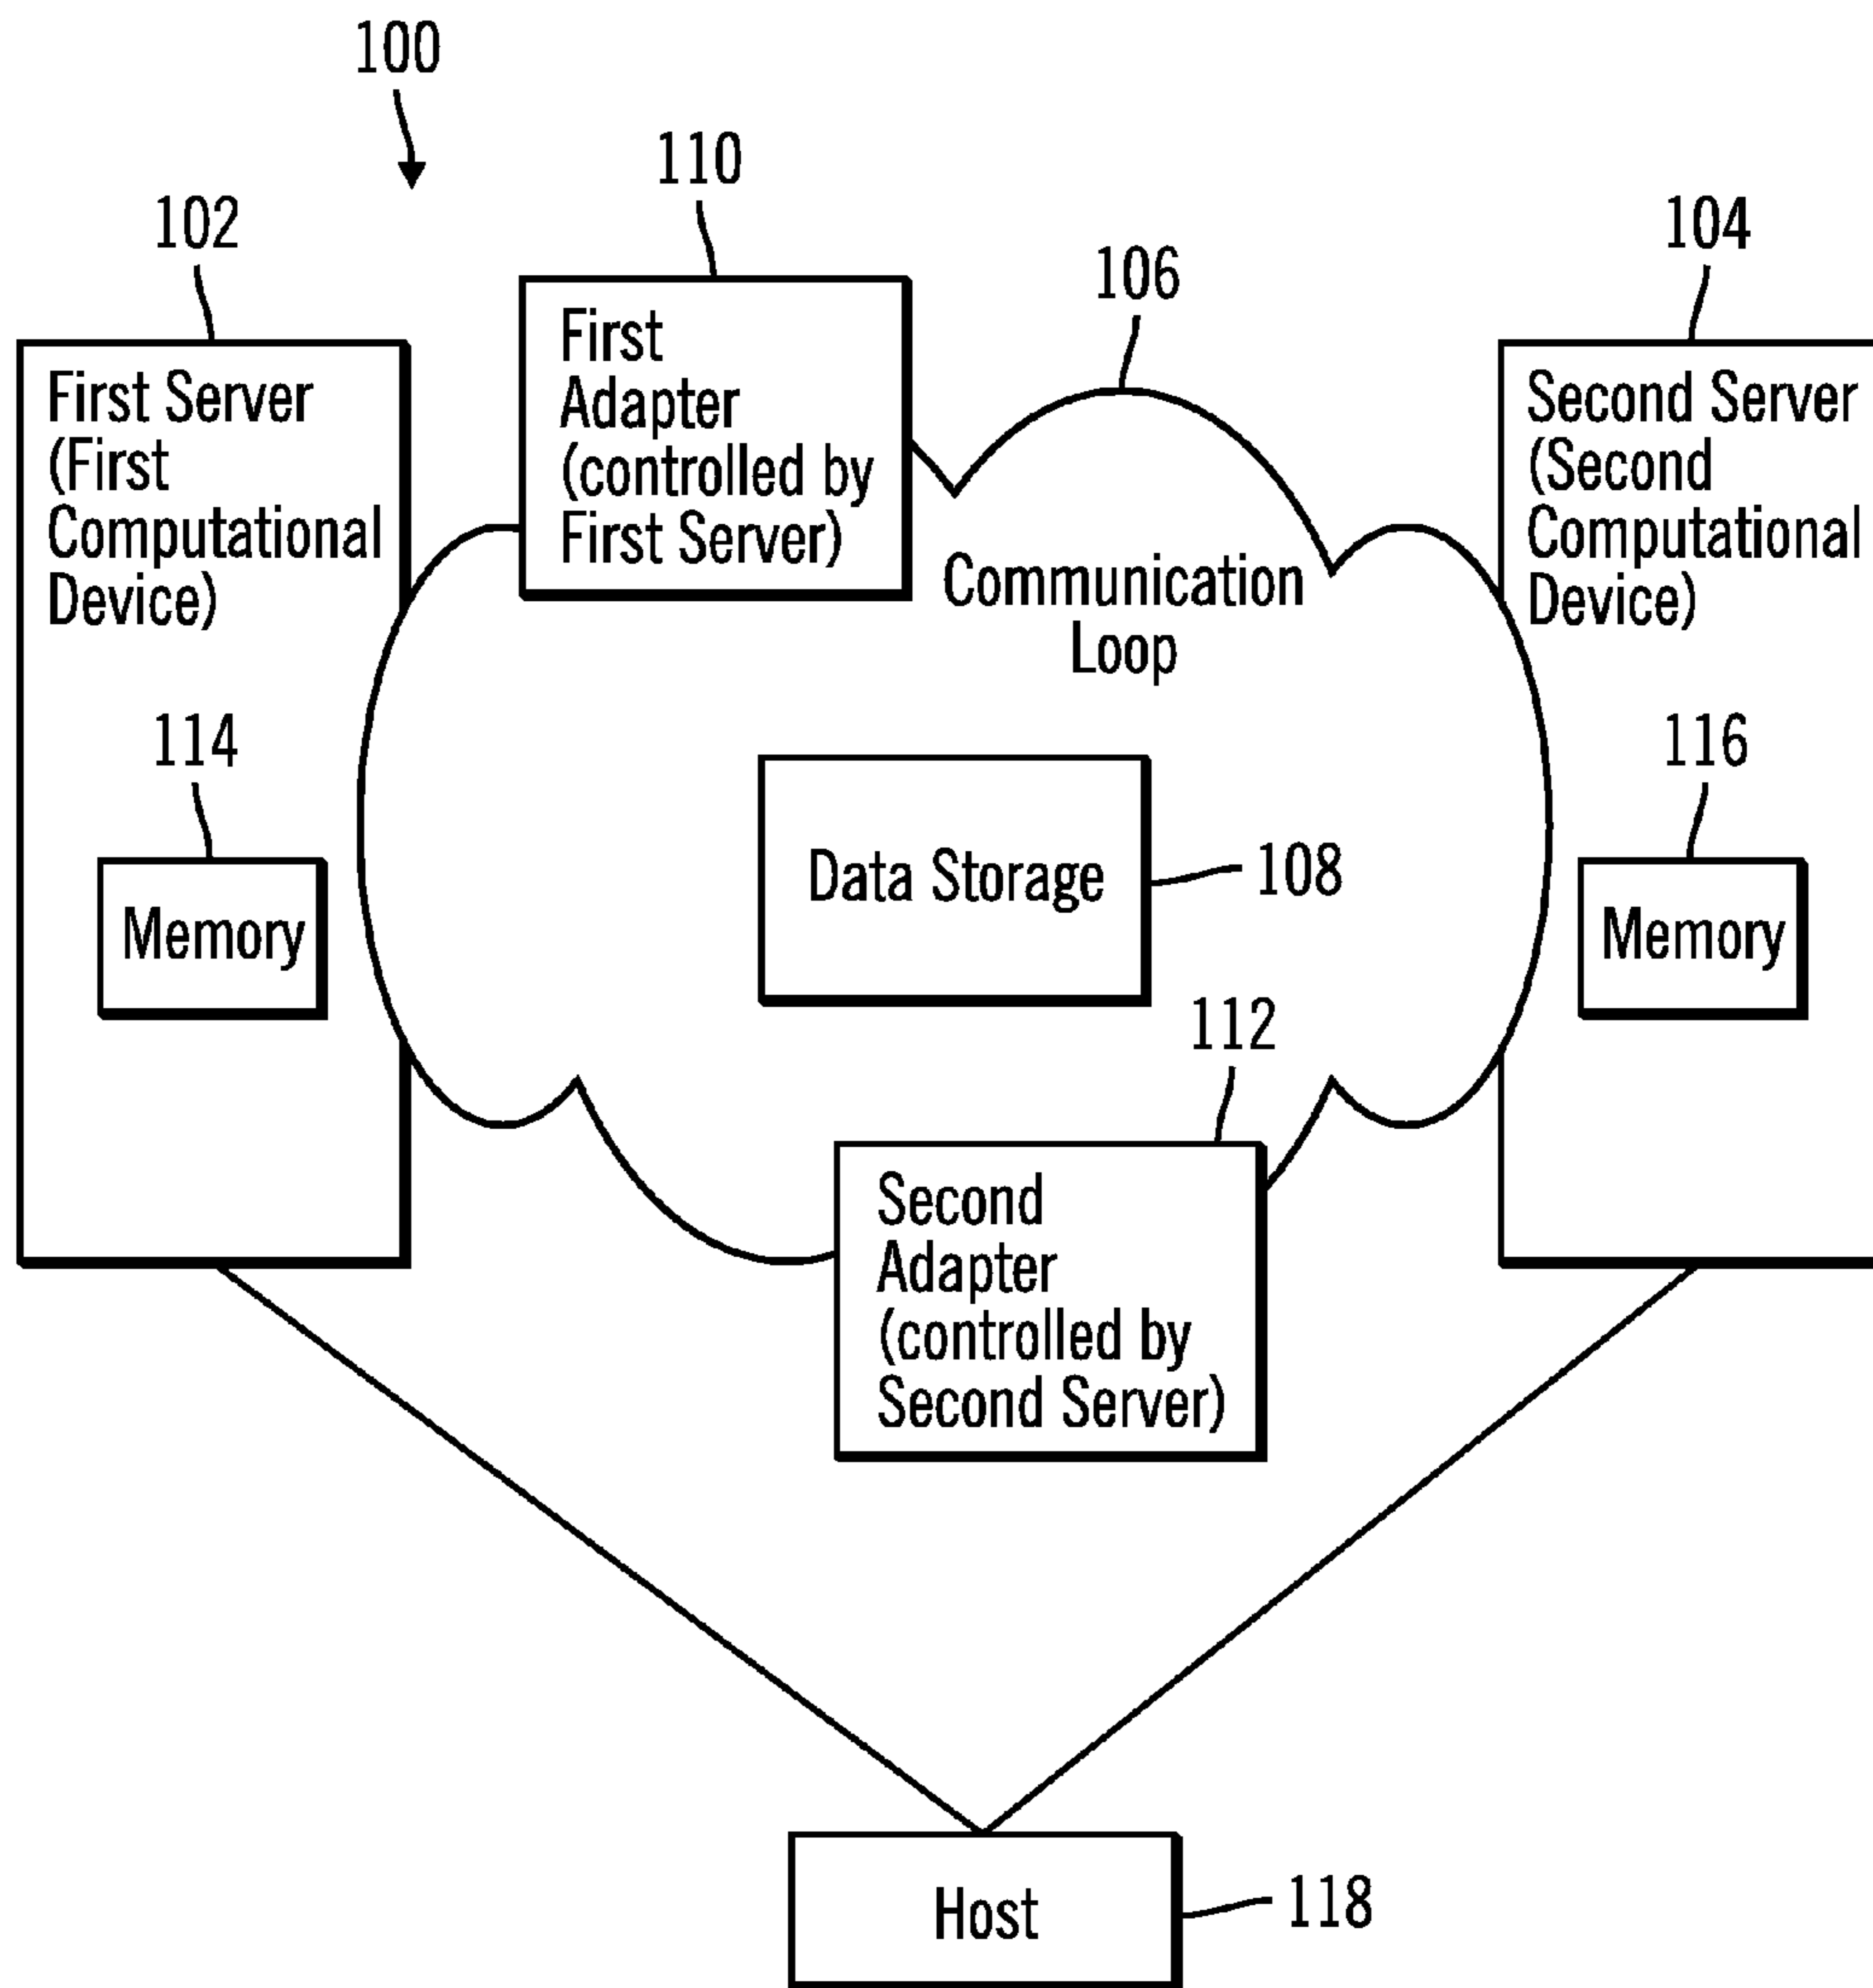 100
110
102
104
106
First
Adapter
(controlled by
First Server)
First Server
(First
Computational
Device)
Second Server
(Second
Computational
Device)
Communication
Loop
114
116
Data Storage
108
Memory
Memory
112
Second
Adapter
(controlled by
Second Server)
Host
118